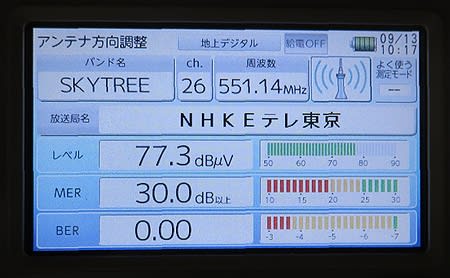 アンテナ方向調整 地上デジタル 給電OFF 09/13 10:17
バンド名 ch. 周波数 よく使う 測定モード
SKYTREE 26 551.14MHz --
放送局名 NHKEテレ東京
レベル 77.3 dBμV 50 60 70 80 90
MER 30.0 dB以上 10 15 20 25 30
BER 0.00 -3 -4 -5 -6 -7